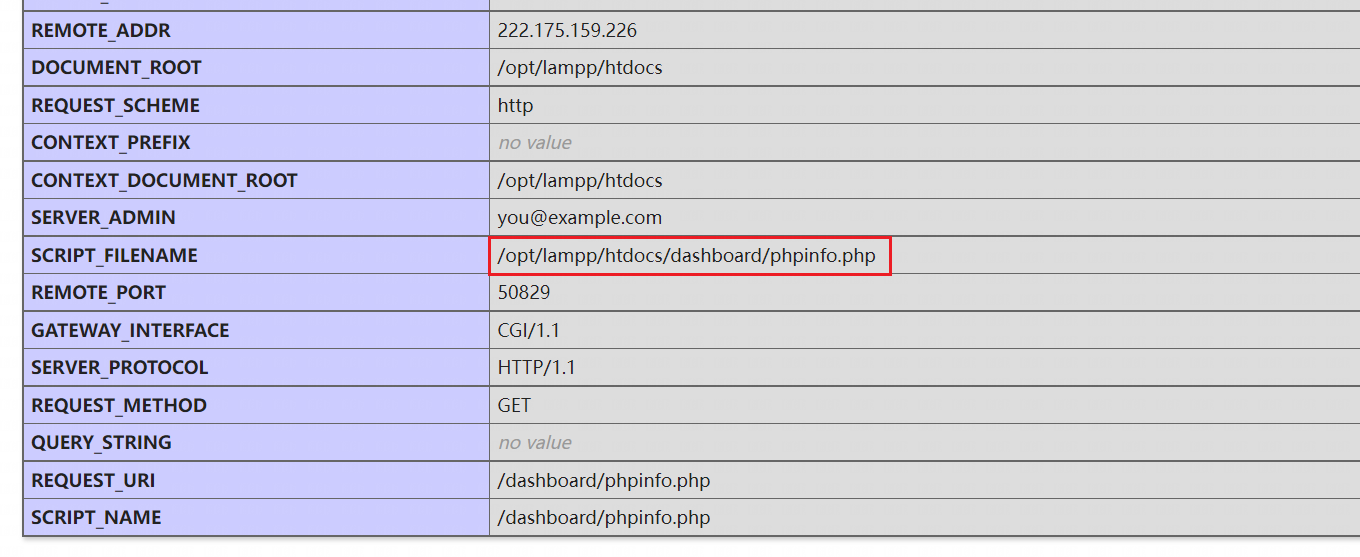 REMOTE_ADDR 222.175.159.226
DOCUMENT_ROOT /opt/lampp/htdocs
REQUEST_SCHEME http
CONTEXT_PREFIX no value
CONTEXT_DOCUMENT_ROOT /opt/lampp/htdocs
SERVER_ADMIN you@example.com
SCRIPT_FILENAME /opt/lampp/htdocs/dashboard/phpinfo.php
REMOTE_PORT 50829
GATEWAY_INTERFACE CGI/1.1
SERVER_PROTOCOL HTTP/1.1
REQUEST_METHOD GET
QUERY_STRING no value
REQUEST_URI /dashboard/phpinfo.php
SCRIPT_NAME /dashboard/phpinfo.php